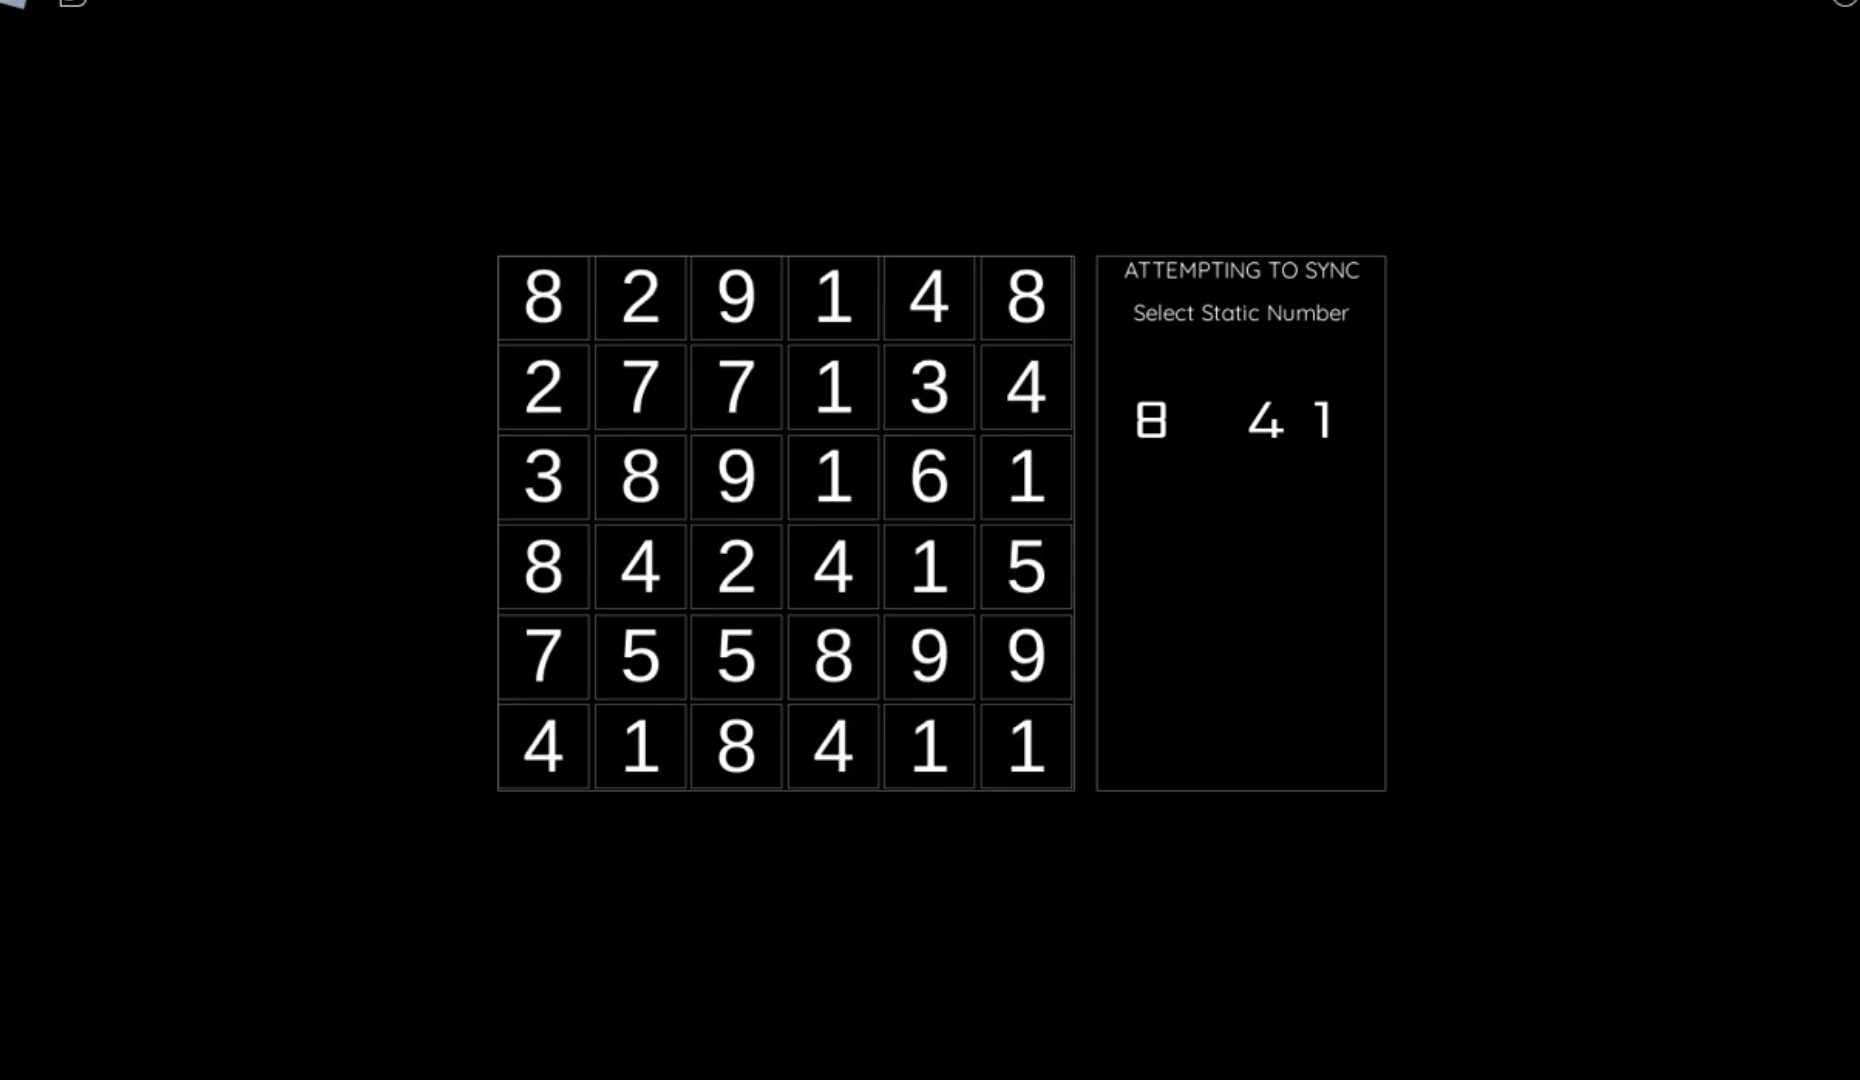 8 2 9 1 4 8
2 7 7 1 3 4
3 8 9 1 6 1
8 4 2 4 1 5
7 5 5 8 9 9
4 1 8 4 1 1
ATTEMPTING TO SYNC
Select Static Number
8 4 1